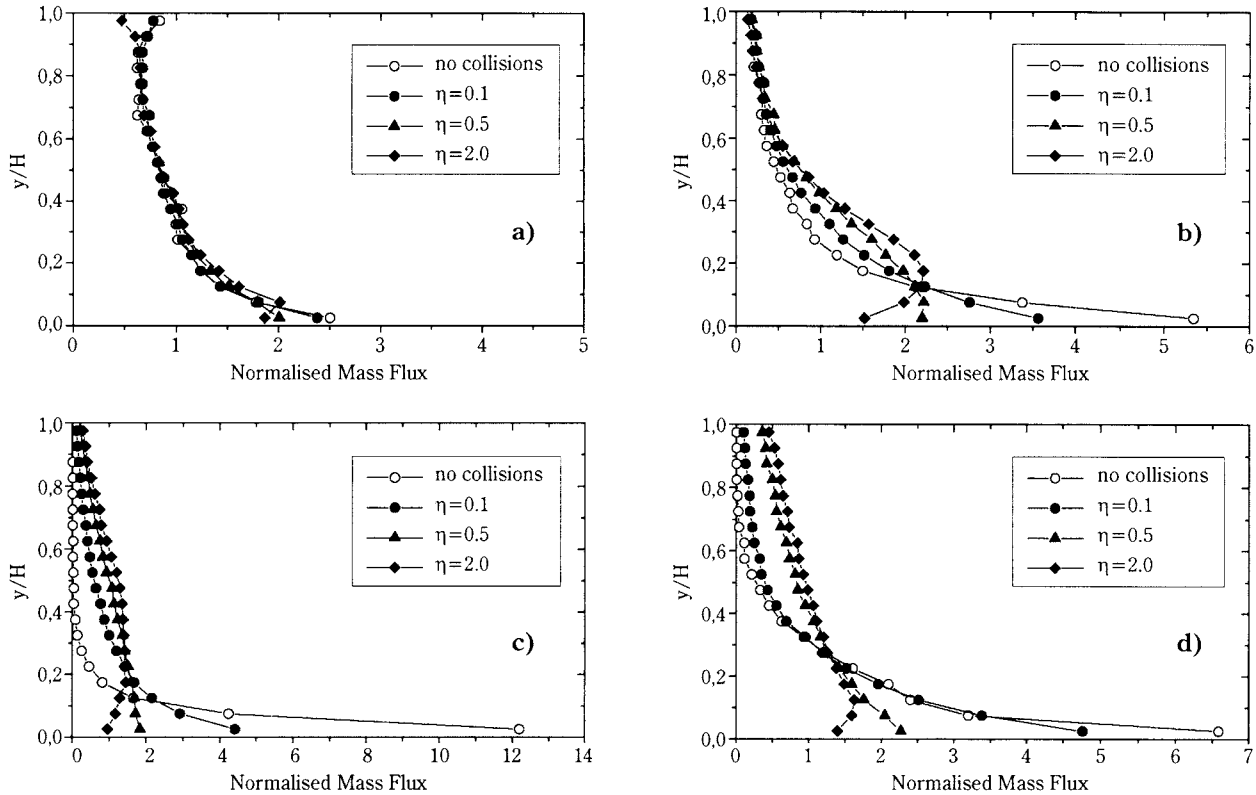 1,0
0,8
0,6
0,4
0,2
0,0
y/H
no collisions
η=0.1
η=0.5
η=2.0
a)
0
1
2
3
4
5
Normalised Mass Flux
1,0
0,8
0,6
0,4
0,2
0,0
y/H
no collisions
η=0.1
η=0.5
η=2.0
b)
0
1
2
3
4
5
6
Normalised Mass Flux
1,0
0,8
0,6
0,4
0,2
0,0
y/H
no collisions
η=0.1
η=0.5
η=2.0
c)
0
2
4
6
8
10
12
14
Normalised Mass Flux
1,0
0,8
0,6
0,4
0,2
0,0
y/H
no collisions
η=0.1
η=0.5
η=2.0
d)
0
1
2
3
4
5
6
7
Normalised Mass Flux